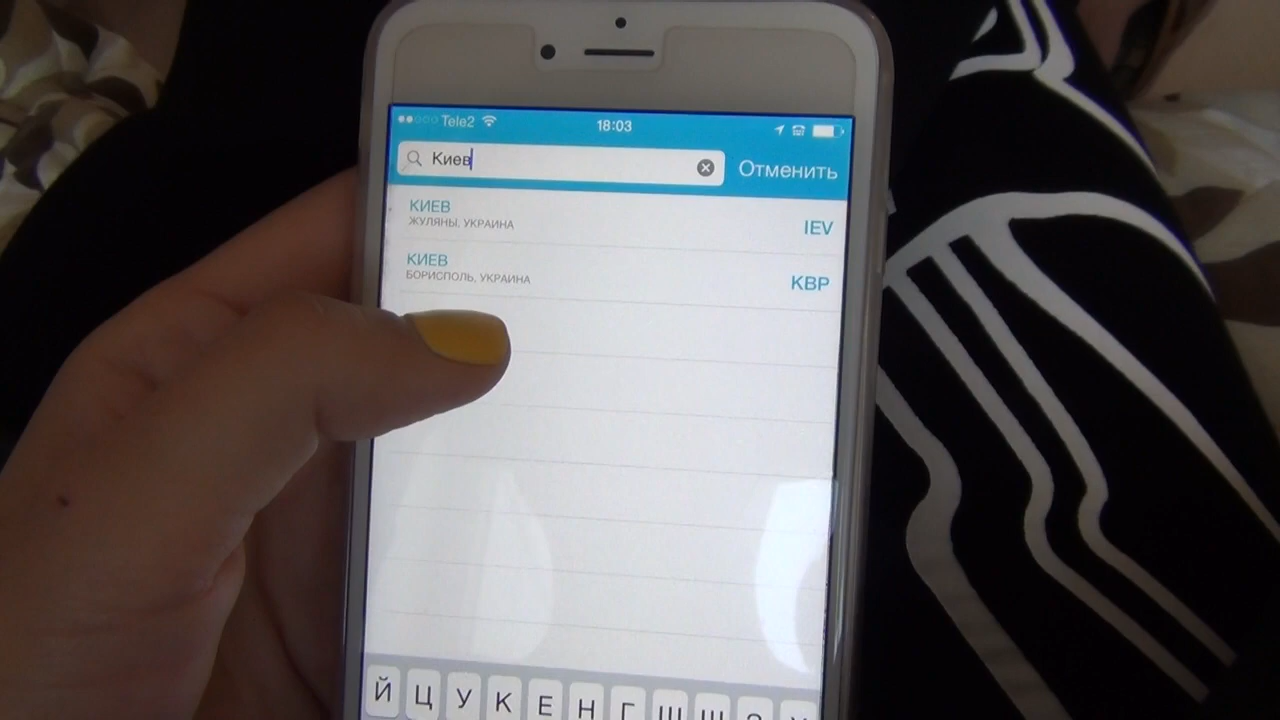 Tele2 18:03
Киев Отменить
КИЕВ
ЖУЛЯНЫ, УКРАИНА IEV
КИЕВ
БОРИСПОЛЬ, УКРАИНА KBP
Й Ц У К Е Н Г Ш Щ З Х